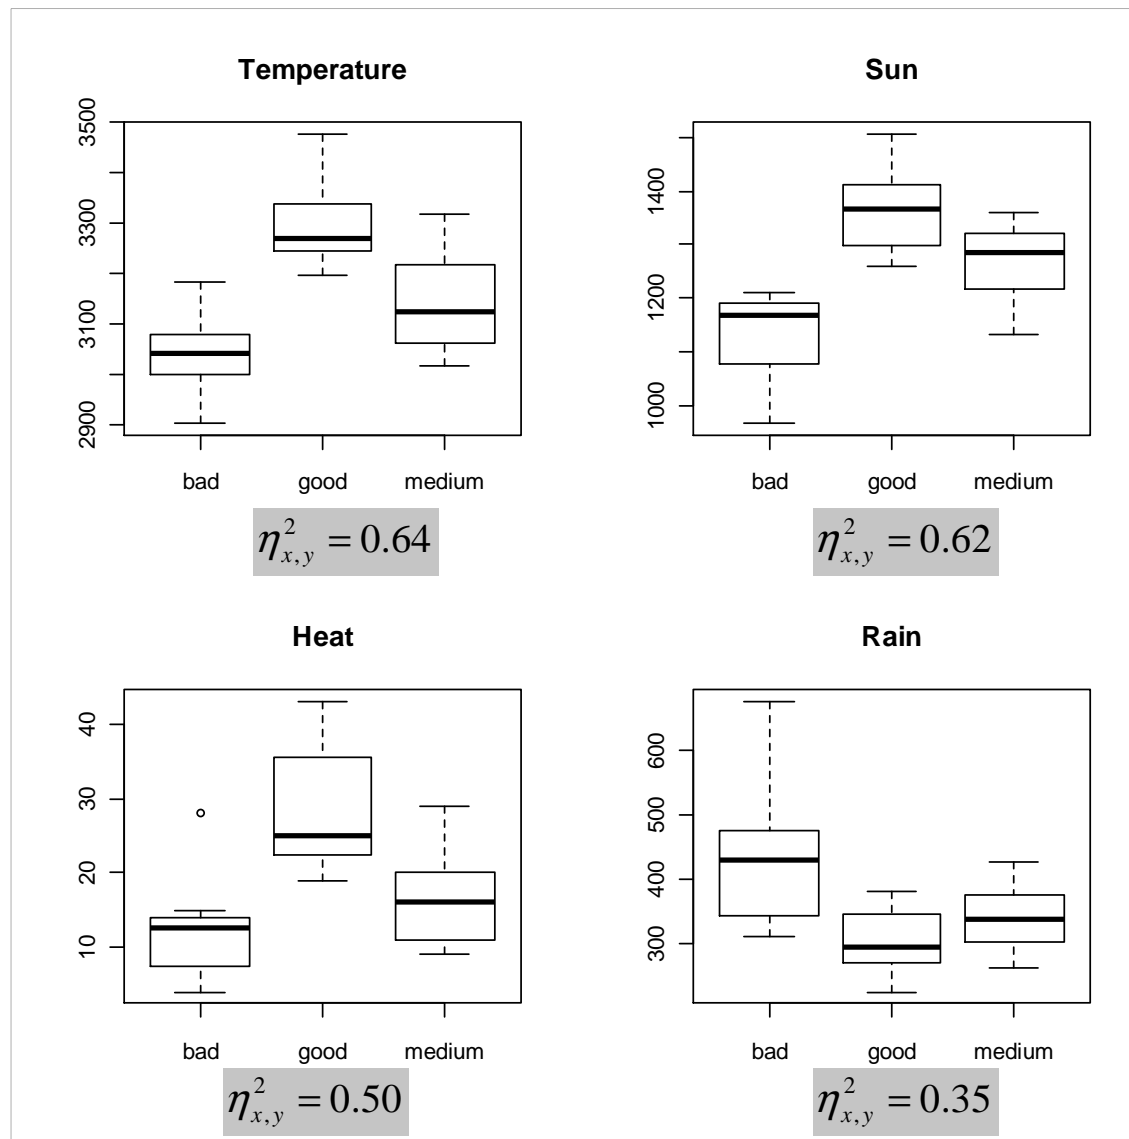 Temperature
3500
3300
3100
2900
bad good medium
η²x,y = 0.64
Sun
1400
1200
1000
bad good medium
η²x,y = 0.62
Heat
40
30
20
10
bad good medium
η²x,y = 0.50
Rain
600
500
400
300
bad good medium
η²x,y = 0.35